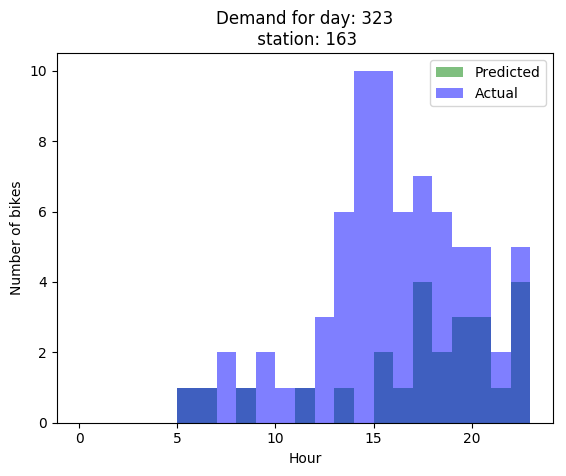 Demand for day: 323
station: 163
Predicted
Actual
Number of bikes
10
8
6
4
2
0
0 5 10 15 20
Hour